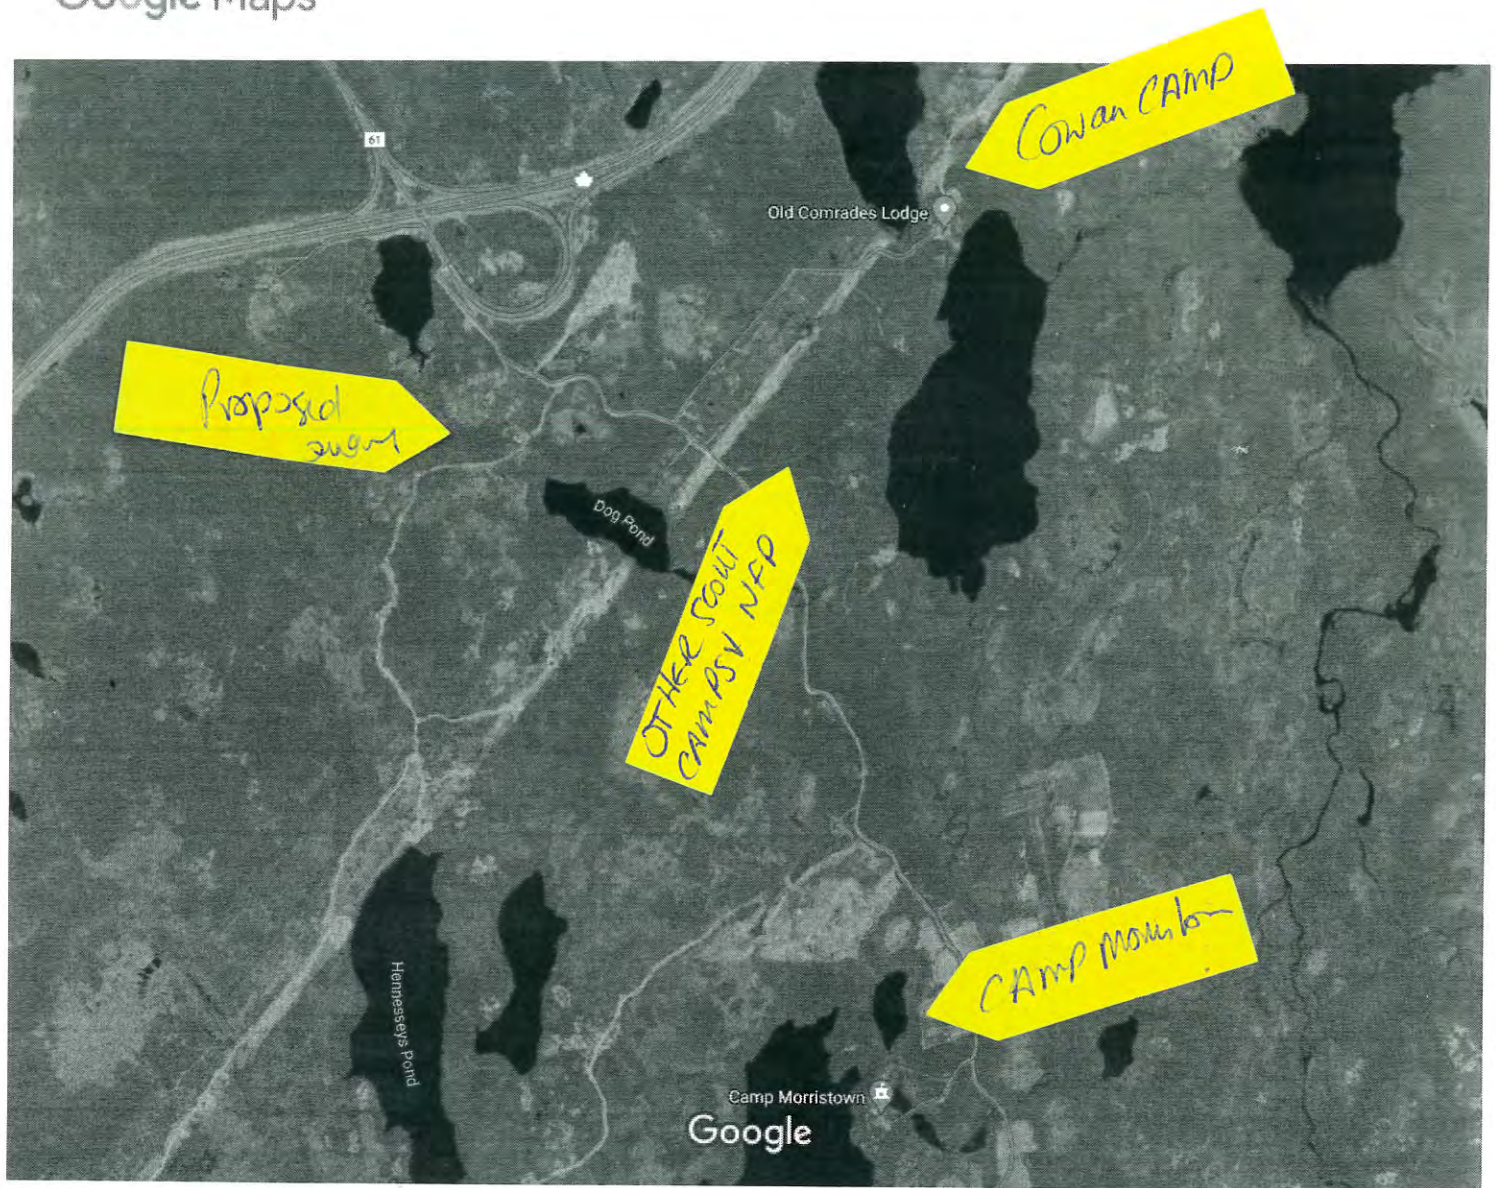 Google Maps
61
Cowan CAMP
Old Comrades Lodge
Proposed
Dog Pond
OTHER SCOUT
CAMPSV NFP
CAMP
Hennesseys Pond
Camp Morristown
Google